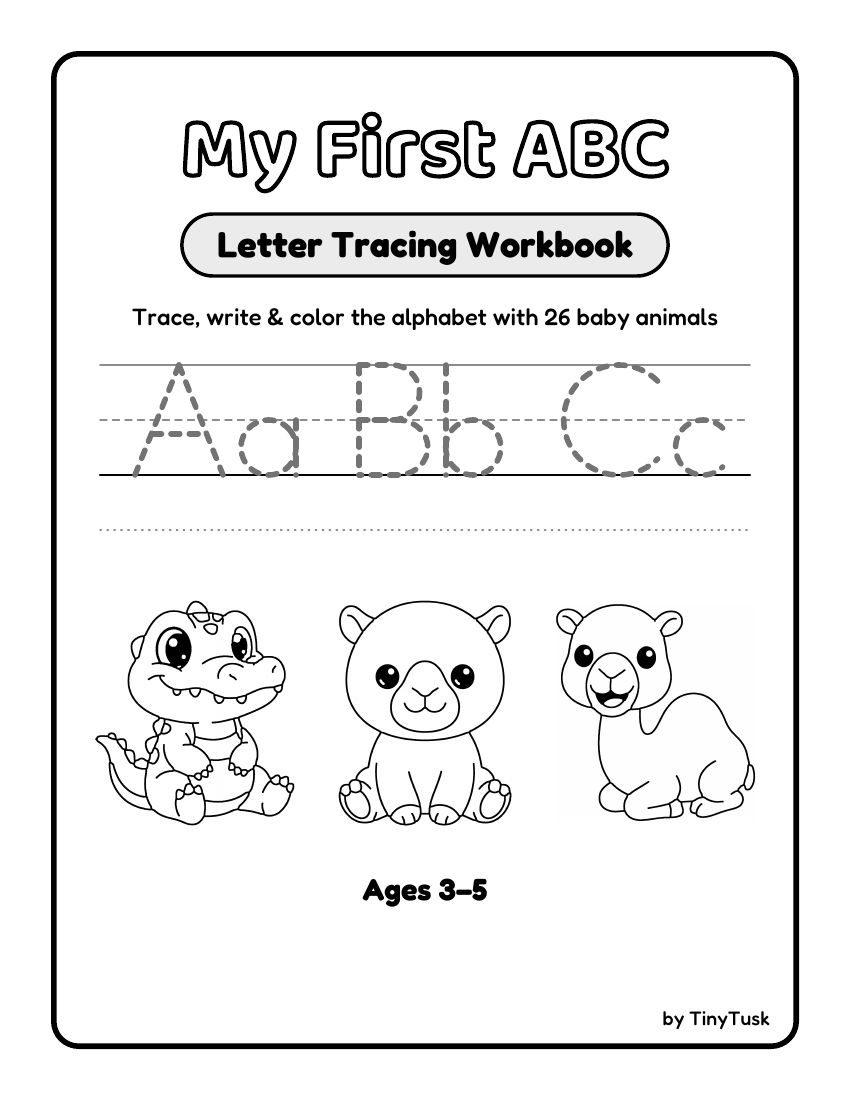 My First ABC
Letter Tracing Workbook
Trace, write & color the alphabet with 26 baby animals
Aa Bb Cc
Ages 3–5
by TinyTusk